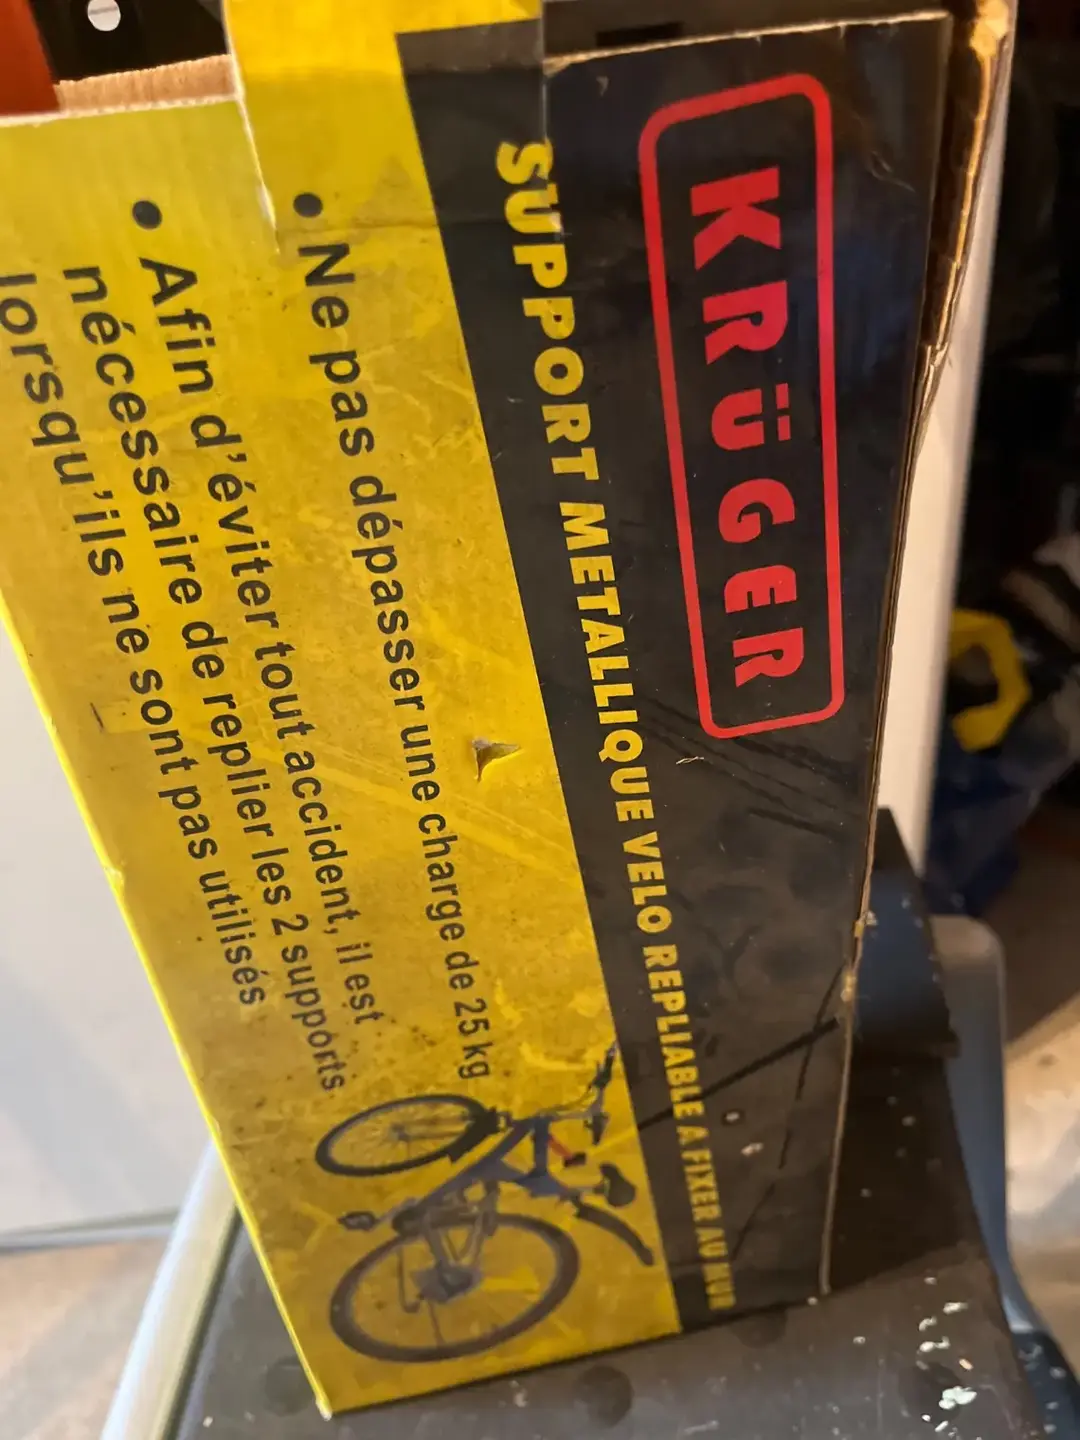 KRÜGER
SUPPORT METALLIQUE VELO REPLIABLE A FIXER AU MUR
• Ne pas dépasser une charge de 25 kg
• Afin d'éviter tout accident, il est
nécessaire de replier les 2 supports
lorsqu'ils ne sont pas utilisés